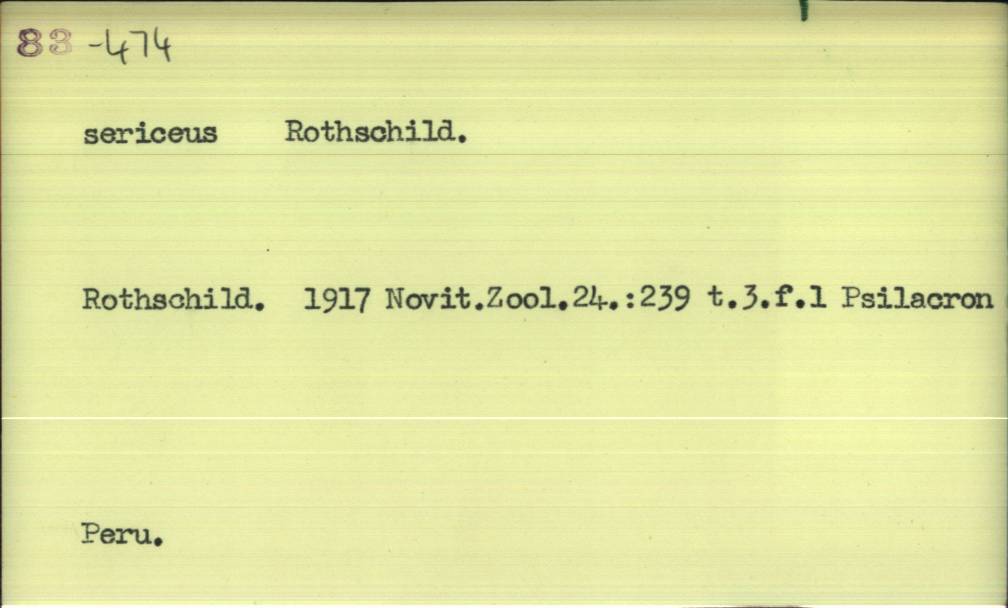 83 -474
sericeus Rothschild.
Rothschild. 1917 Novit.Zool.24.:239 t.3.f.1 Psilacron
Peru.